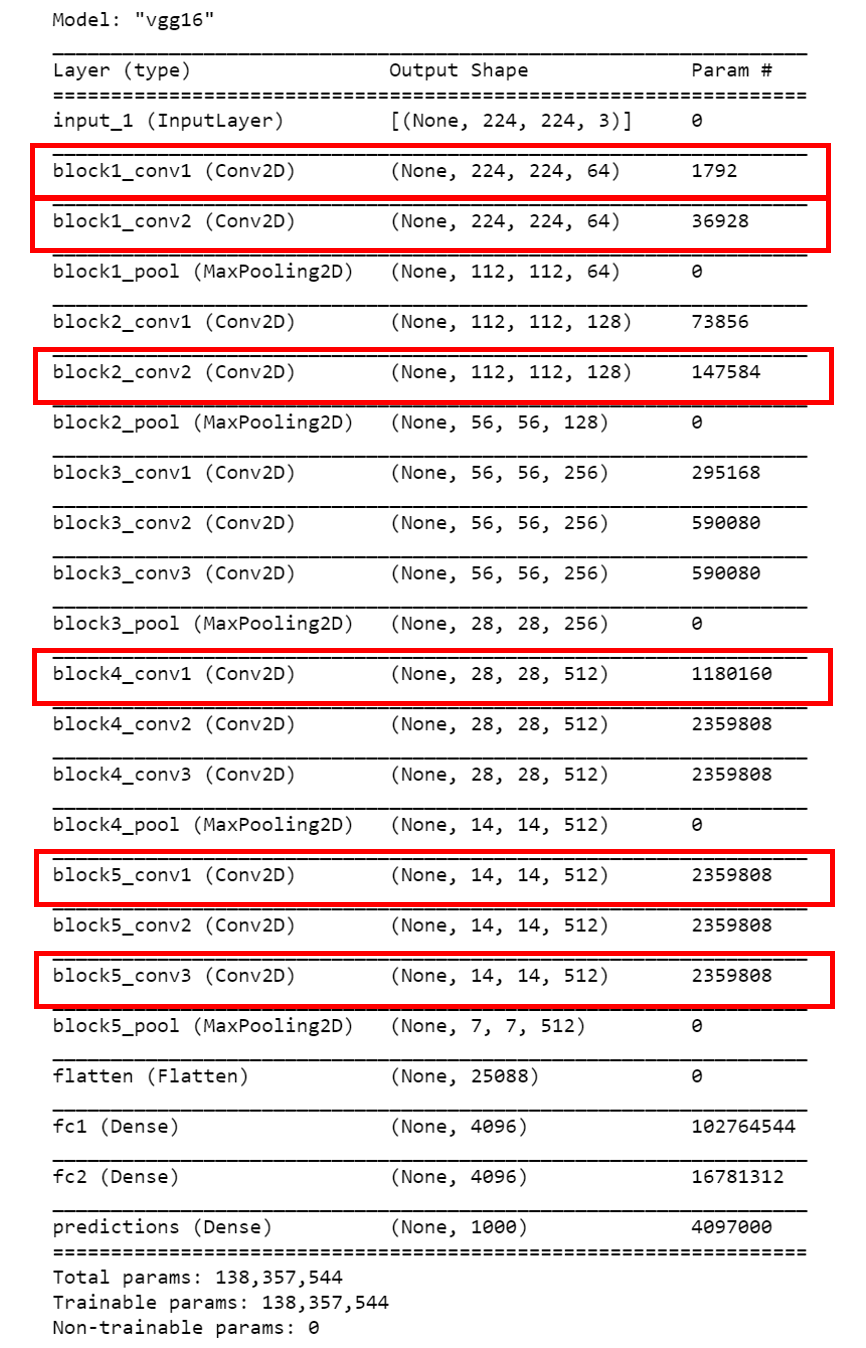 Model: "vgg16"
Layer (type) Output Shape Param #
input_1 (InputLayer) [(None, 224, 224, 3)] 0
block1_conv1 (Conv2D) (None, 224, 224, 64) 1792
block1_conv2 (Conv2D) (None, 224, 224, 64) 36928
block1_pool (MaxPooling2D) (None, 112, 112, 64) 0
block2_conv1 (Conv2D) (None, 112, 112, 128) 73856
block2_conv2 (Conv2D) (None, 112, 112, 128) 147584
block2_pool (MaxPooling2D) (None, 56, 56, 128) 0
block3_conv1 (Conv2D) (None, 56, 56, 256) 295168
block3_conv2 (Conv2D) (None, 56, 56, 256) 590080
block3_conv3 (Conv2D) (None, 56, 56, 256) 590080
block3_pool (MaxPooling2D) (None, 28, 28, 256) 0
block4_conv1 (Conv2D) (None, 28, 28, 512) 1180160
block4_conv2 (Conv2D) (None, 28, 28, 512) 2359808
block4_conv3 (Conv2D) (None, 28, 28, 512) 2359808
block4_pool (MaxPooling2D) (None, 14, 14, 512) 0
block5_conv1 (Conv2D) (None, 14, 14, 512) 2359808
block5_conv2 (Conv2D) (None, 14, 14, 512) 2359808
block5_conv3 (Conv2D) (None, 14, 14, 512) 2359808
block5_pool (MaxPooling2D) (None, 7, 7, 512) 0
flatten (Flatten) (None, 25088) 0
fc1 (Dense) (None, 4096) 102764544
fc2 (Dense) (None, 4096) 16781312
predictions (Dense) (None, 1000) 4097000
Total params: 138,357,544
Trainable params: 138,357,544
Non-trainable params: 0